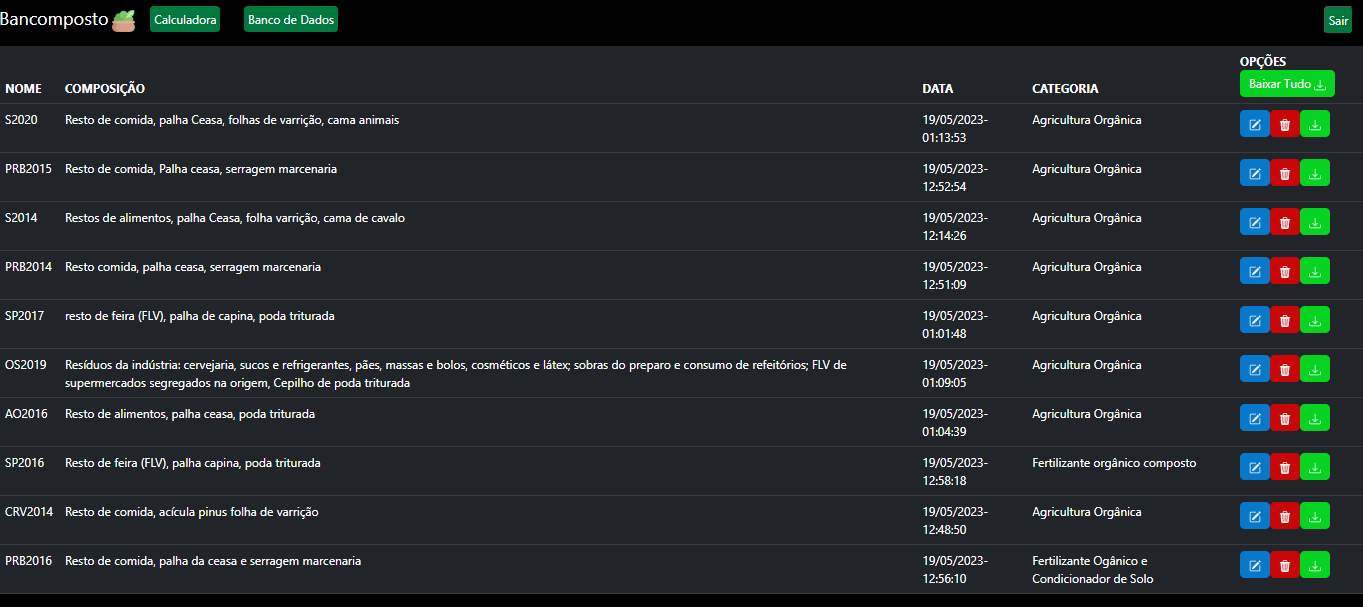 Bancomposto Calculadora Banco de Dados Sair
OPÇÕES
NOME COMPOSIÇÃO DATA CATEGORIA Baixar Tudo
S2020 Resto de comida, palha Ceasa, folhas de varrição, cama animais 19/05/2023- Agricultura Orgânica
01:13:53
PRB2015 Resto de comida, Palha ceasa, serragem marcenaria 19/05/2023- Agricultura Orgânica
12:52:54
S2014 Restos de alimentos, palha Ceasa, folha varrição, cama de cavalo 19/05/2023- Agricultura Orgânica
12:14:26
PRB2014 Resto comida, palha ceasa, serragem marcenaria 19/05/2023- Agricultura Orgânica
12:51:09
SP2017 resto de feira (FLV), palha de capina, poda triturada 19/05/2023- Agricultura Orgânica
01:01:48
OS2019 Resíduos da indústria: cervejaria, sucos e refrigerantes, pães, massas e bolos, cosméticos e látex; sobras do preparo e consumo de refeitórios; FLV de 19/05/2023- Agricultura Orgânica
supermercados segregados na origem, Cepilho de poda triturada 01:09:05
AO2016 Resto de alimentos, palha ceasa, poda triturada 19/05/2023- Agricultura Orgânica
01:04:39
SP2016 Resto de feira (FLV), palha capina, poda triturada 19/05/2023- Fertilizante orgânico composto
12:58:18
CRV2014 Resto de comida, acícula pinus folha de varrição 19/05/2023- Agricultura Orgânica
12:48:50
PRB2016 Resto de comida, palha da ceasa e serragem marcenaria 19/05/2023- Fertilizante Ogânico e
12:56:10 Condicionador de Solo